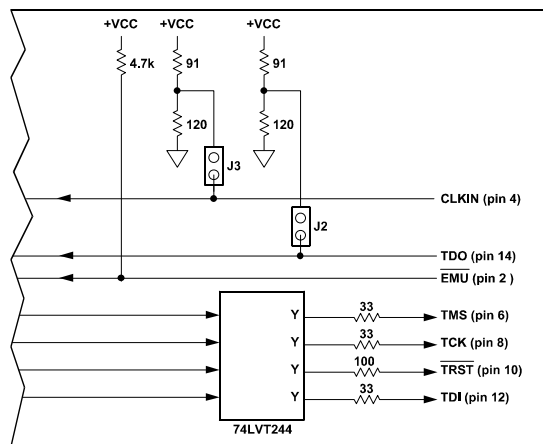 +VCC +VCC +VCC
4.7k 91 91
120 120
J3
CLKIN (pin 4)
J2
TDO (pin 14)
EMU (pin 2 )
Y 33 TMS (pin 6)
Y 33 TCK (pin 8)
Y 100 TRST (pin 10)
Y 33 TDI (pin 12)
74LVT244